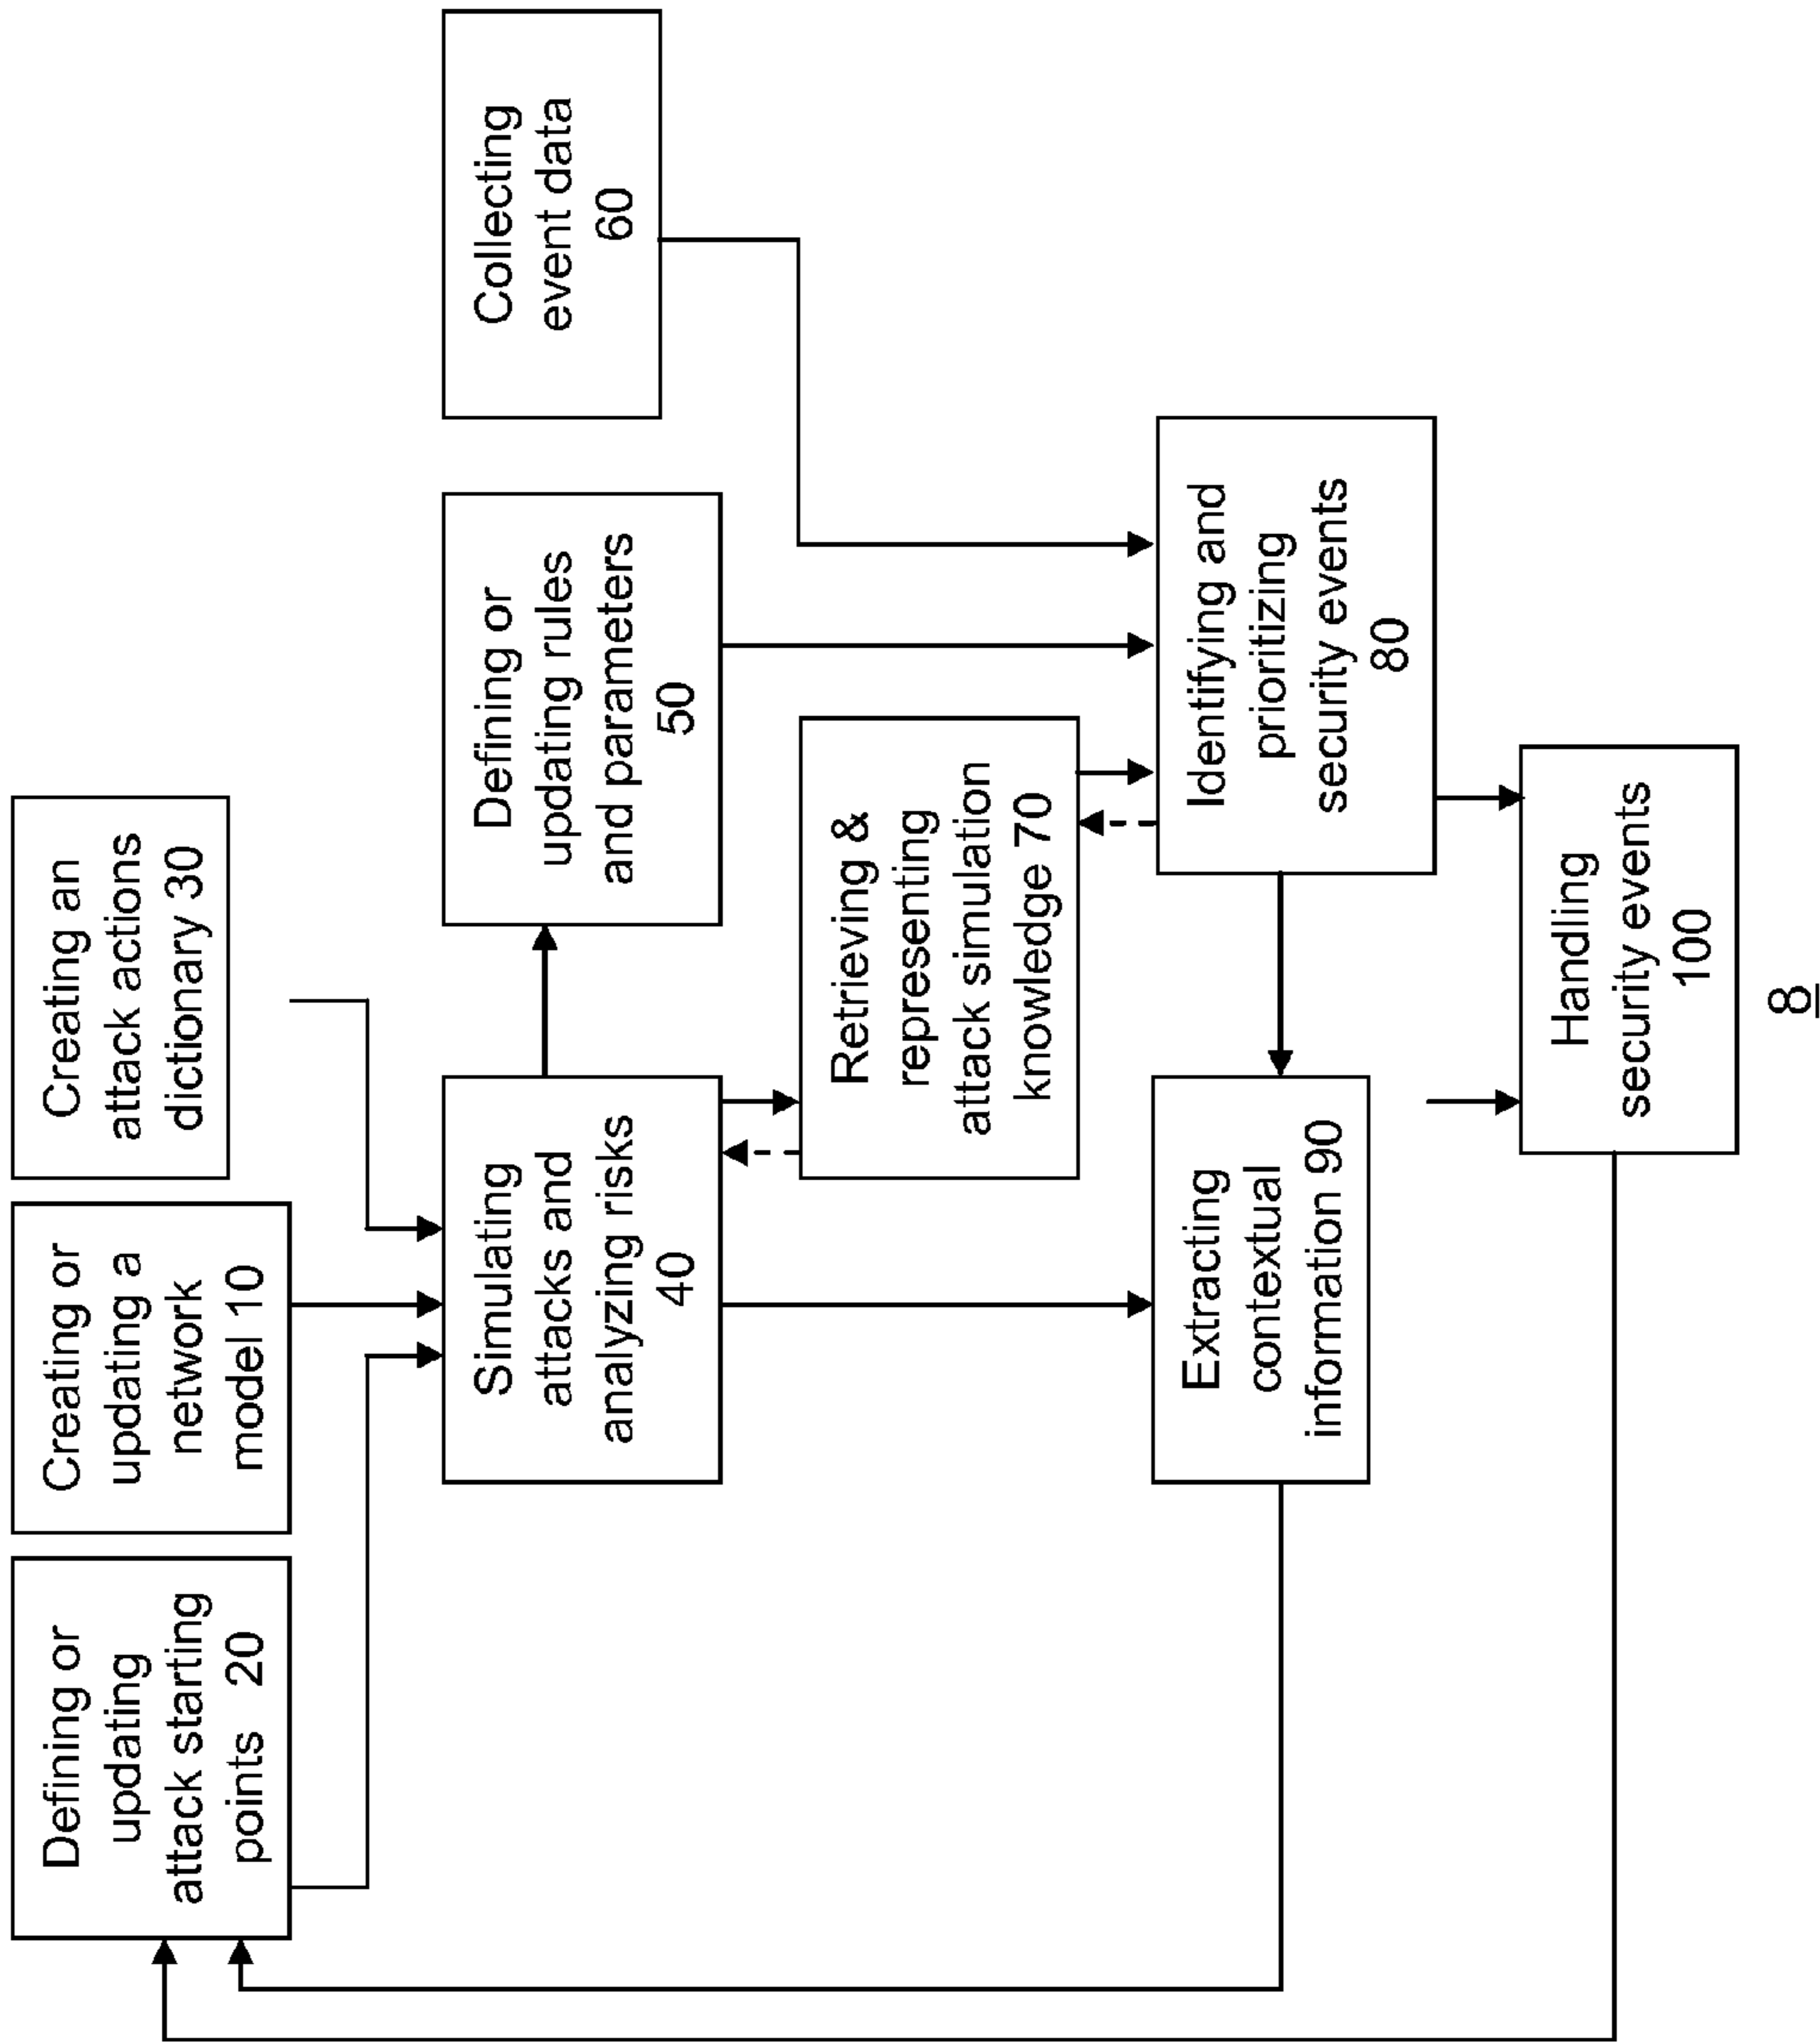 Defining or
updating
attack starting
points 20
Creating or
updating a
network
model 10
Creating an
attack actions
dictionary 30
Simulating
attacks and
analyzing risks
40
Defining or
updating rules
and parameters
50
Collecting
event data
60
Retrieving &
representing
attack simulation
knowledge 70
Extracting
contextual
information 90
Identifying and
prioritizing
security events
80
Handling
security events
100
8